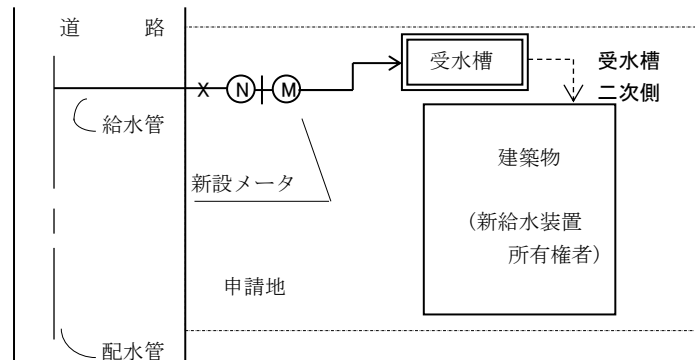 道　路
受水槽
受水槽
二次側
X N M
給水管
新設メータ
建築物
（新給水装置
所有権者）
申請地
配水管